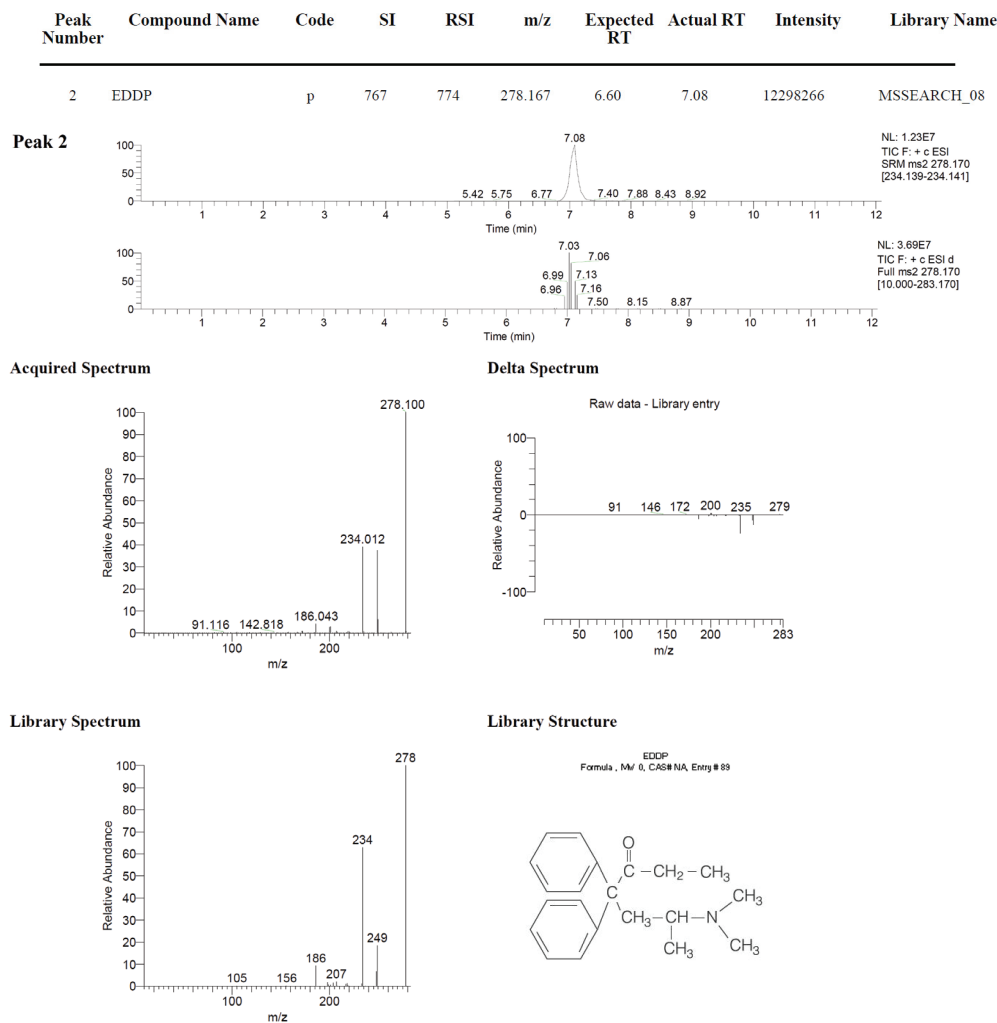 Peak Number Compound Name Code SI RSI m/z Expected RT Actual RT Intensity Library Name
2 EDDP p 767 774 278.167 6.60 7.08 12298266 MSSEARCH_08
Peak 2
NL: 1.23E7
TIC F: + c ESI
SRM ms2 278.170
[234.139-234.141]
7.08
100
50
0
5.42 5.75 6.77 7.40 7.88 8.43 8.92
1 2 3 4 5 6 7 8 9 10 11 12
Time (min)
NL: 3.69E7
TIC F: + c ESI d
Full ms2 278.170
[10.000-283.170]
7.03
100
7.06
50
6.99 7.13
6.96 7.16
0
7.50 8.15 8.87
1 2 3 4 5 6 7 8 9 10 11 12
Time (min)
Acquired Spectrum
278.100
100
90
80
70
60
50
40
30
20
10
0
Relative Abundance
234.012
186.043
91.116 142.818
100 200
m/z
Delta Spectrum
Raw data - Library entry
100
0
-100
Relative Abundance
91 146 172 200 235 279
50 100 150 200 283
m/z
Library Spectrum
278
100
90
80
70
60
50
40
30
20
10
0
Relative Abundance
234
249
186
105 156 207
100 200
m/z
Library Structure
EDDP
Formula , MW 0, CAS# NA, Entry # 89
O
C-CH2-CH3
C
CH3-CH-N
CH3
CH3
CH3